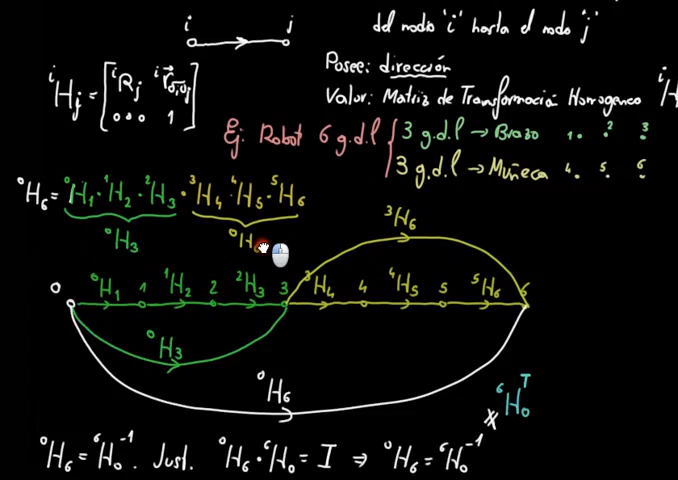 i j
del nodo "i" hasta el nodo "j"
Posee: dirección
ⁱHⱼ = [ⁱRⱼ ⁱr⃗ₒᵢₒⱼ
0 0 0 1]
Valor: Matriz de Transformación Homogenea ⁱH
Ej: Robot 6 g.d.l { 3 g.d.l → Brazo 1. .2 .3
3 g.d.l → Muñeca 4. 5. 6.
⁰H₆ = ⁰H₁·¹H₂·²H₃·³H₄·⁴H₅·⁵H₆
⁰H₃ ⁰H
³H₆
0 ⁰H₁ 1 ¹H₂ 2 ²H₃ 3 ³H₄ 4 ⁴H₅ 5 ⁵H₆ 6
⁰H₃
⁰H₆
⁶H₀ᵀ
⁰H₆ = ⁶H₀⁻¹. Just. ⁰H₆·⁶H₀ = I ⇒ ⁰H₆ = ⁶H₀⁻¹